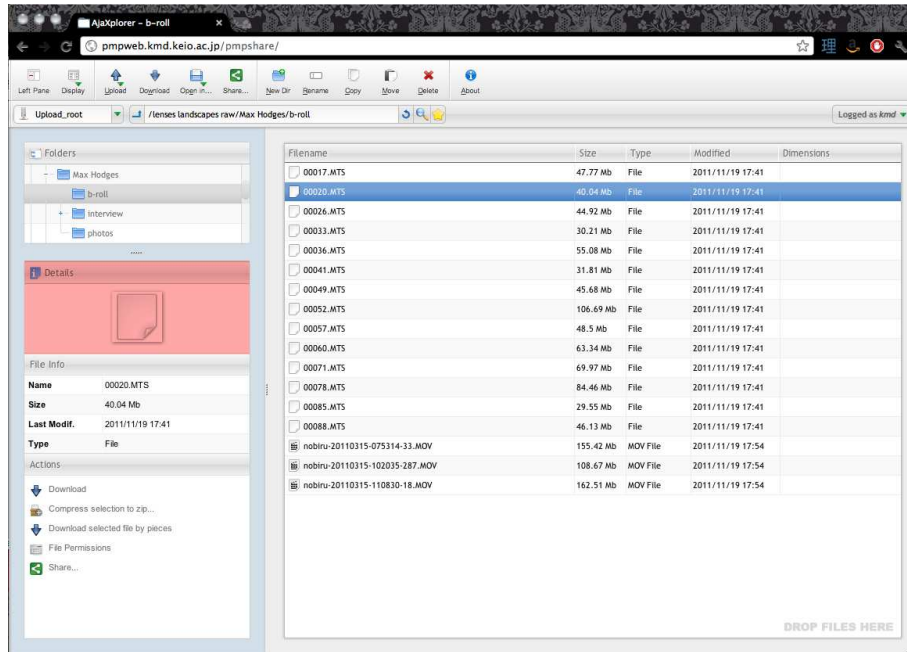 AjaXplorer – b-roll
pmpweb.kmd.keio.ac.jp/pmpshare/
理
Left Pane Display Upload Download Open in... Share... New Dir Rename Copy Move Delete About
Upload_root /lenses landscapes raw/Max Hodges/b-roll Logged as kmd
Folders
Max Hodges
b-roll
interview
photos
Details
File Info
Name 00020.MTS
Size 40.04 Mb
Last Modif. 2011/11/19 17:41
Type File
Actions
Download
Compress selection to zip...
Download selected file by pieces
File Permissions
Share...
Filename Size Type Modified Dimensions
00017.MTS 47.77 Mb File 2011/11/19 17:41
00020.MTS 40.04 Mb File 2011/11/19 17:41
00026.MTS 44.92 Mb File 2011/11/19 17:41
00033.MTS 30.21 Mb File 2011/11/19 17:41
00036.MTS 55.08 Mb File 2011/11/19 17:41
00041.MTS 31.81 Mb File 2011/11/19 17:41
00049.MTS 45.68 Mb File 2011/11/19 17:41
00052.MTS 106.69 Mb File 2011/11/19 17:41
00057.MTS 48.5 Mb File 2011/11/19 17:41
00060.MTS 63.34 Mb File 2011/11/19 17:41
00071.MTS 69.97 Mb File 2011/11/19 17:41
00078.MTS 84.46 Mb File 2011/11/19 17:41
00085.MTS 29.55 Mb File 2011/11/19 17:41
00088.MTS 46.13 Mb File 2011/11/19 17:41
nobiru-20110315-075314-33.MOV 155.42 Mb MOV File 2011/11/19 17:54
nobiru-20110315-102035-287.MOV 108.67 Mb MOV File 2011/11/19 17:54
nobiru-20110315-110830-18.MOV 162.51 Mb MOV File 2011/11/19 17:54
DROP FILES HERE